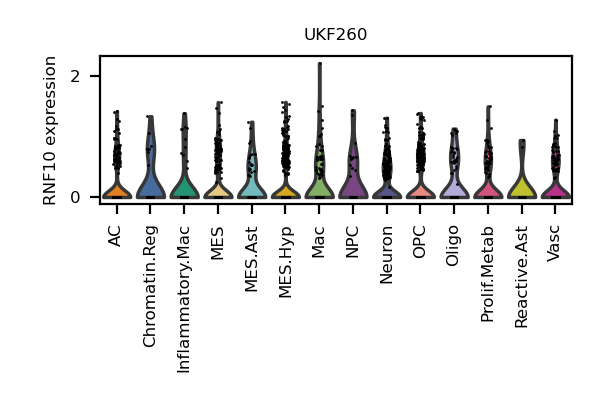 UKF260
RNF10 expression
2
0
AC
Chromatin.Reg
Inflammatory.Mac
MES
MES.Ast
MES.Hyp
Mac
NPC
Neuron
OPC
Oligo
Prolif.Metab
Reactive.Ast
Vasc